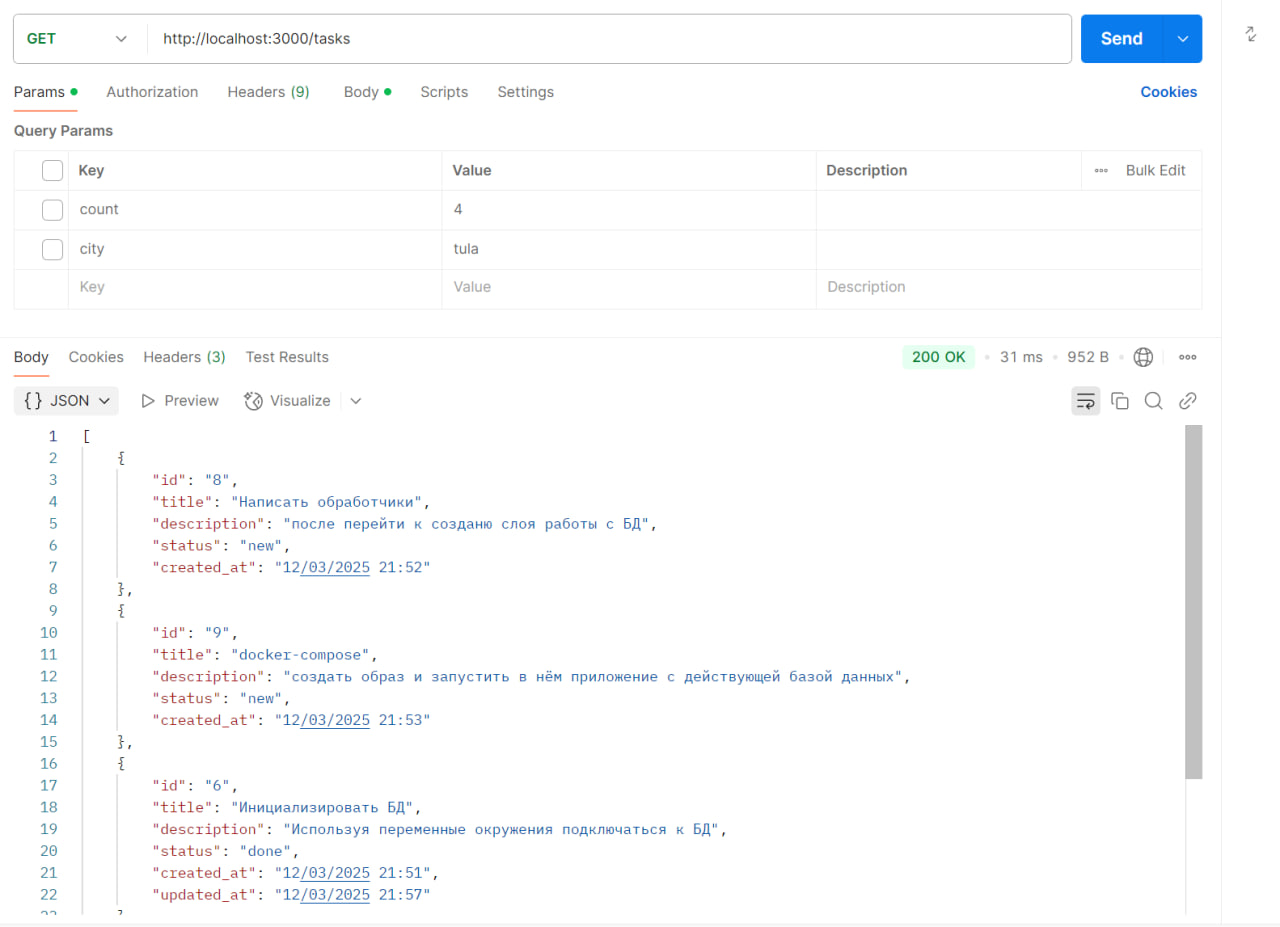 GET http://localhost:3000/tasks Send
Params Authorization Headers (9) Body Scripts Settings Cookies
Query Params
Key Value Description Bulk Edit
count 4
city tula
Key Value Description
Body Cookies Headers (3) Test Results 200 OK 31 ms 952 B
{} JSON Preview Visualize
1 [
2 {
3 "id": "8",
4 "title": "Написать обработчики",
5 "description": "после перейти к созданю слоя работы с БД",
6 "status": "new",
7 "created_at": "12/03/2025 21:52"
8 },
9 {
10 "id": "9",
11 "title": "docker-compose",
12 "description": "создать образ и запустить в нём приложение с действующей базой данных",
13 "status": "new",
14 "created_at": "12/03/2025 21:53"
15 },
16 {
17 "id": "6",
18 "title": "Инициализировать БД",
19 "description": "Используя переменные окружения подключаться к БД",
20 "status": "done",
21 "created_at": "12/03/2025 21:51",
22 "updated_at": "12/03/2025 21:57"